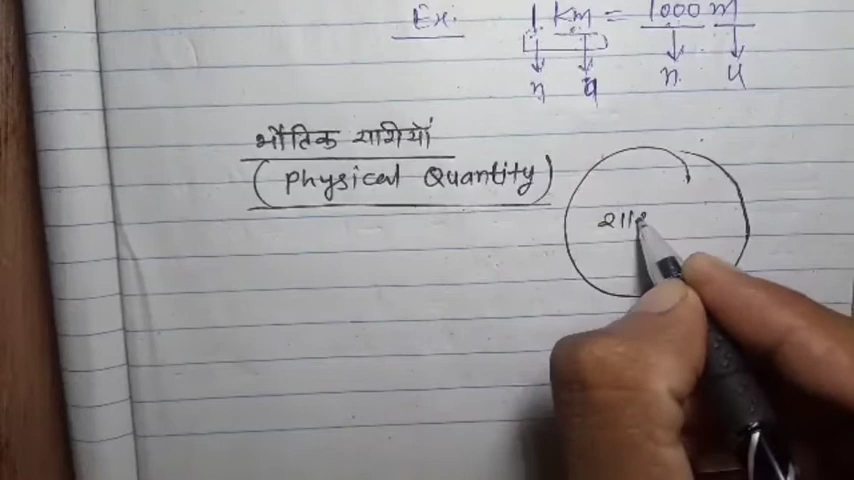 Ex. 1 Km = 1000 m
n u n u
भौतिक राशियाँ
(Physical Quantity)